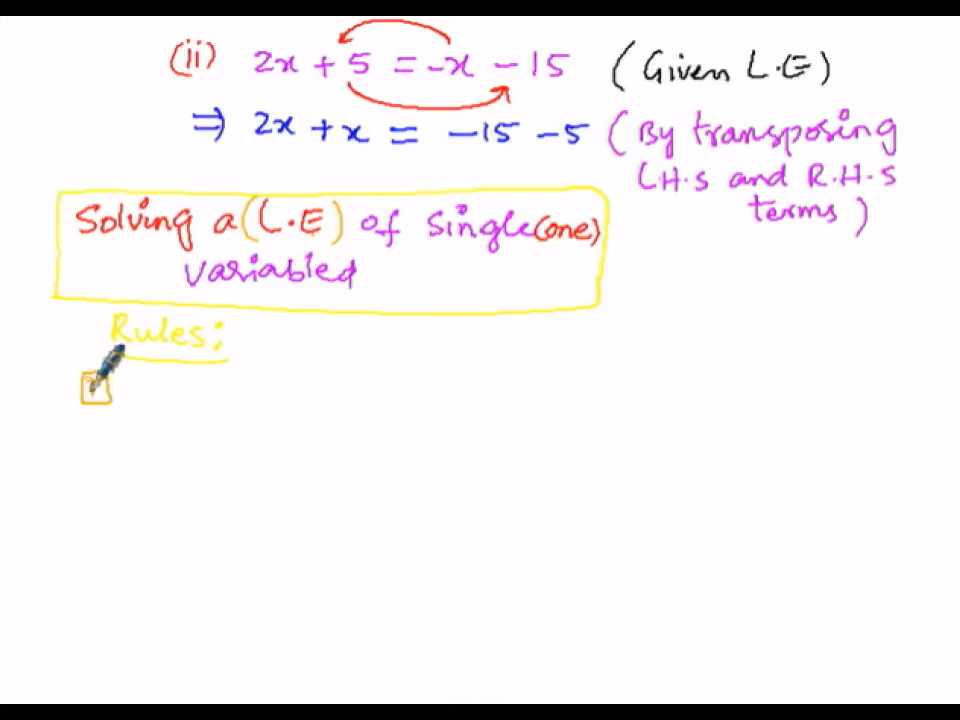 (ii) 2x + 5 = -x - 15 (Given L.E)
⇒ 2x + x = -15 - 5 (By transposing
L.H.S and R.H.S
terms)
Solving a (L.E) of single (one)
variabled
Rules: